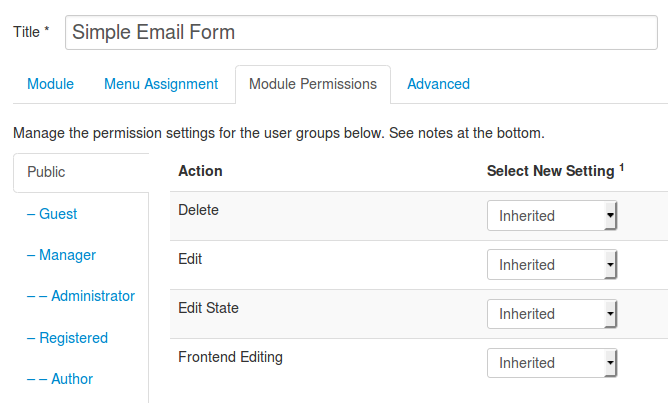 Title * Simple Email Form
Module Menu Assignment Module Permissions Advanced
Manage the permission settings for the user groups below. See notes at the bottom.
Public Action Select New Setting 1
Delete Inherited
– Guest
– Manager Edit Inherited
– – Administrator Edit State Inherited
– Registered
Frontend Editing Inherited
– – Author